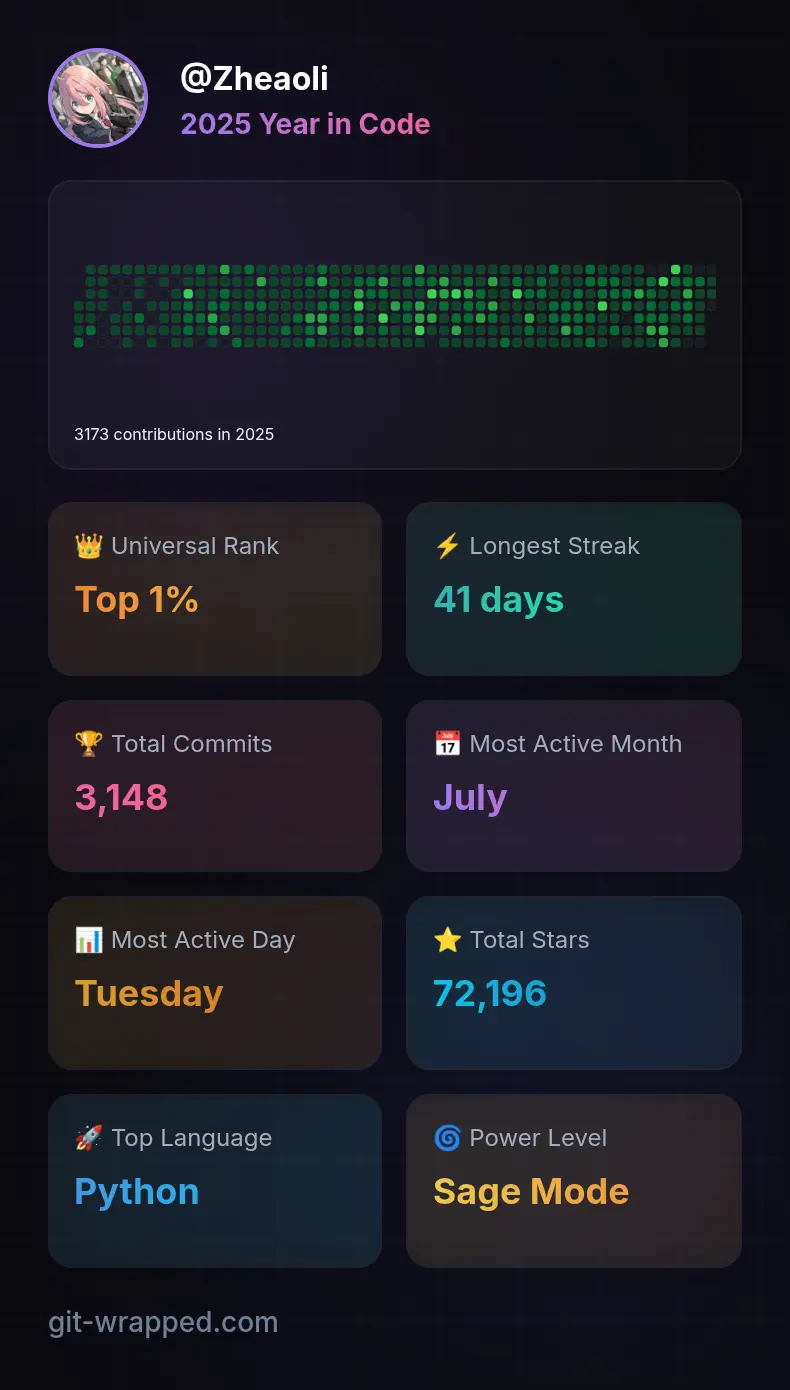 @Zheaoli
2025 Year in Code
3173 contributions in 2025
👑 Universal Rank
Top 1%
⚡ Longest Streak
41 days
🏆 Total Commits
3,148
📅 Most Active Month
July
📊 Most Active Day
Tuesday
⭐ Total Stars
72,196
🚀 Top Language
Python
🌀 Power Level
Sage Mode
git-wrapped.com